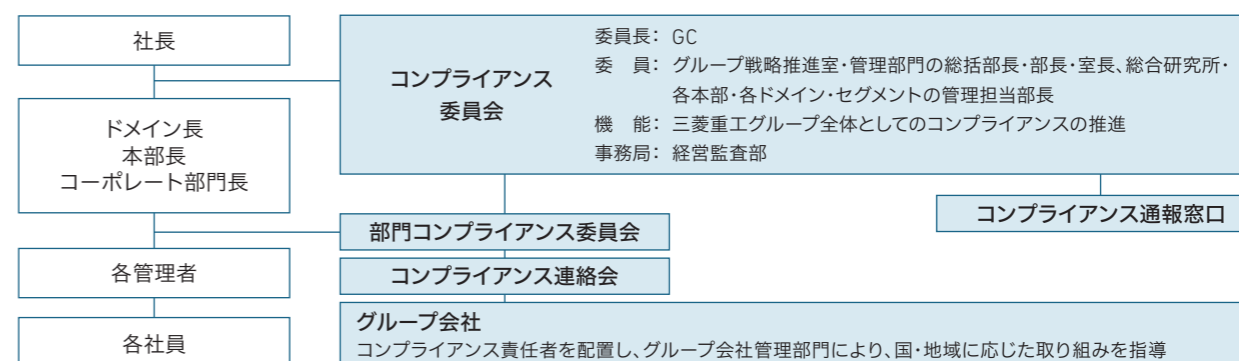 社長
ドメイン長
本部長
コーポレート部門長
各管理者
各社員
コンプライアンス
委員会
委員長： GC
委　員： グループ戦略推進室・管理部門の総括部長・部長・室長、総合研究所・
各本部・各ドメイン・セグメントの管理担当部長
機　能： 三菱重工グループ全体としてのコンプライアンスの推進
事務局： 経営監査部
コンプライアンス通報窓口
部門コンプライアンス委員会
コンプライアンス連絡会
グループ会社
コンプライアンス責任者を配置し、グループ会社管理部門により、国・地域に応じた取り組みを指導